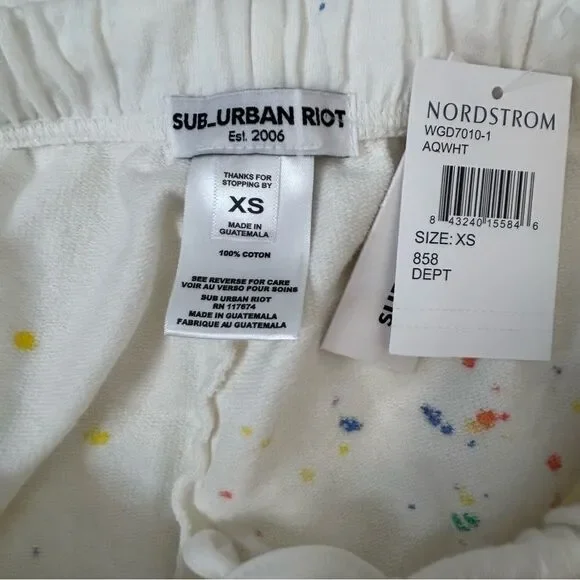 SUB_URBAN RIOT
Est. 2006
THANKS FOR
STOPPING BY
XS
MADE IN
GUATEMALA
100% COTON
SEE REVERSE FOR CARE
VOIR AU VERSO POUR SOINS
SUB URBAN RIOT
RN 117674
MADE IN GUATEMALA
FABRIQUE AU GUATEMALA
NORDSTROM
WGD7010-1
AQWHT
8 43240 15584 6
SIZE: XS
858
DEPT